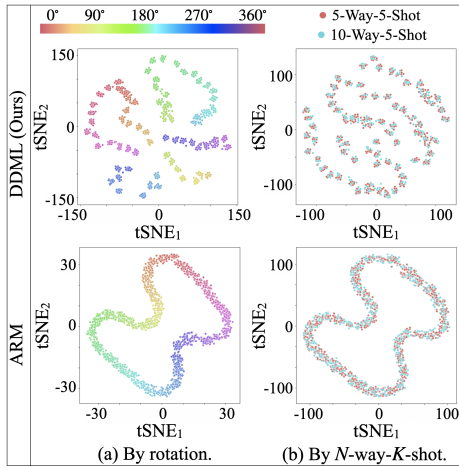 90° 180° 270° 360°
5-Way-5-Shot
10-Way-5-Shot
DDML (Ours)
tSNE2
150
0
-150
-150 0 150
tSNE1
tSNE2
100
0
-100
-100 0 100
tSNE1
ARM
tSNE2
30
0
-30
-30 0 30
tSNE1
tSNE2
100
0
-100
-100 0 100
tSNE1
(a) By rotation.
(b) By N-way-K-shot.